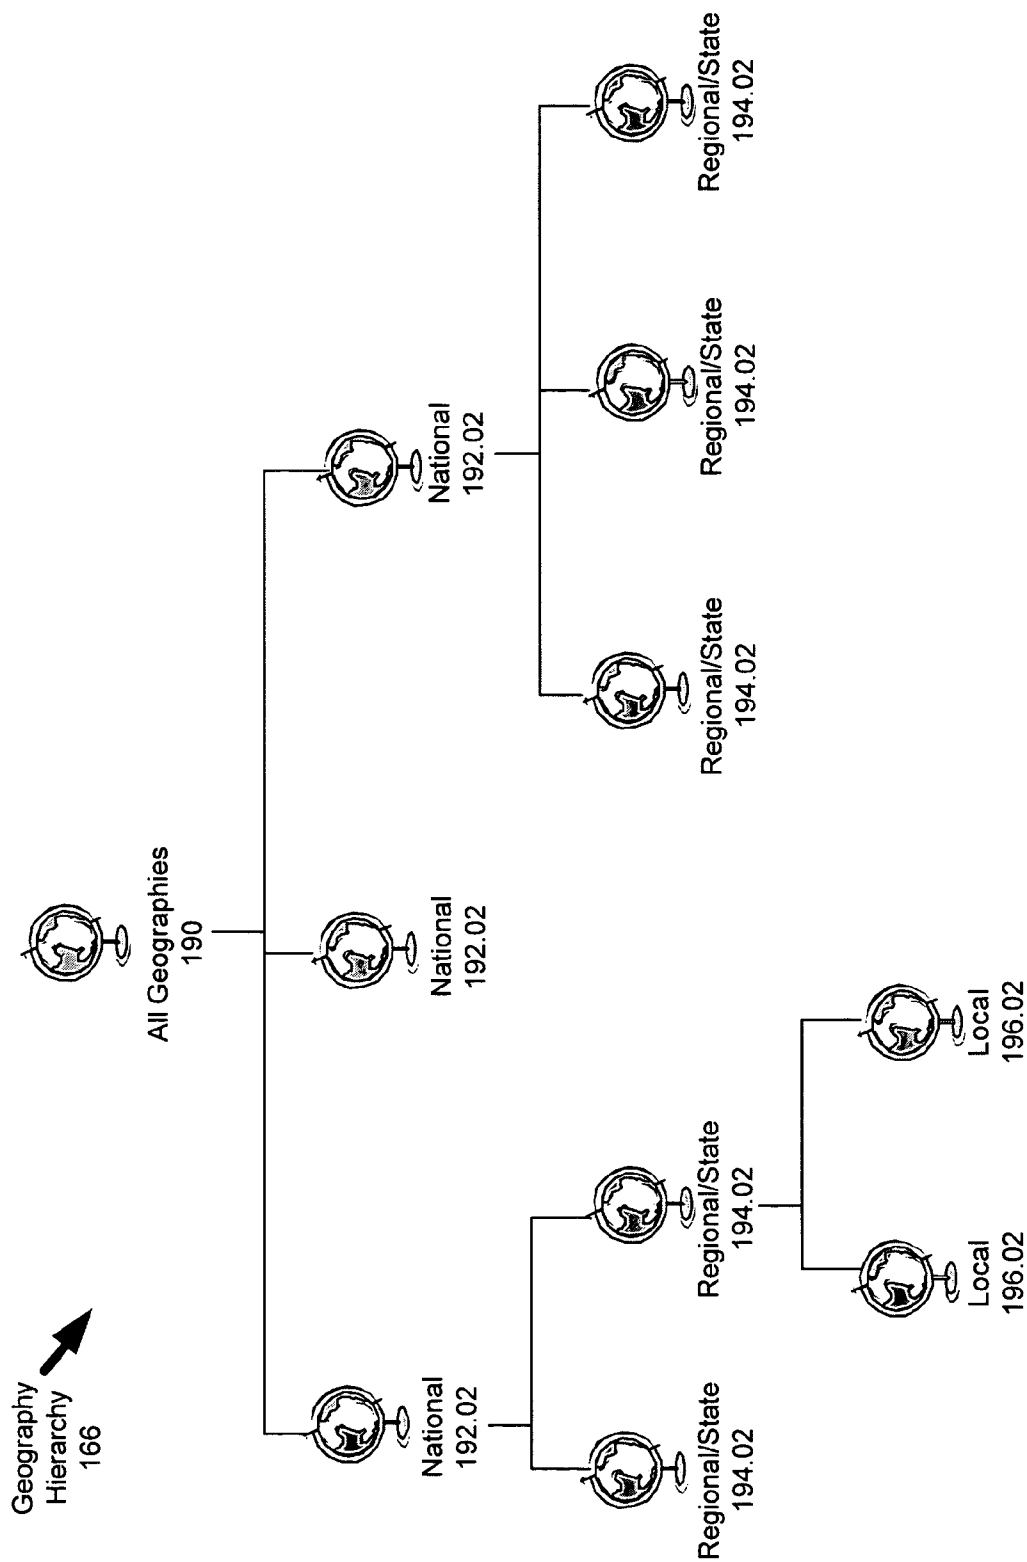 Geography
Hierarchy
166
All Geographies
190
National
192.02
National
192.02
National
192.02
Regional/State
194.02
Regional/State
194.02
Regional/State
194.02
Regional/State
194.02
Regional/State
194.02
Local
196.02
Local
196.02